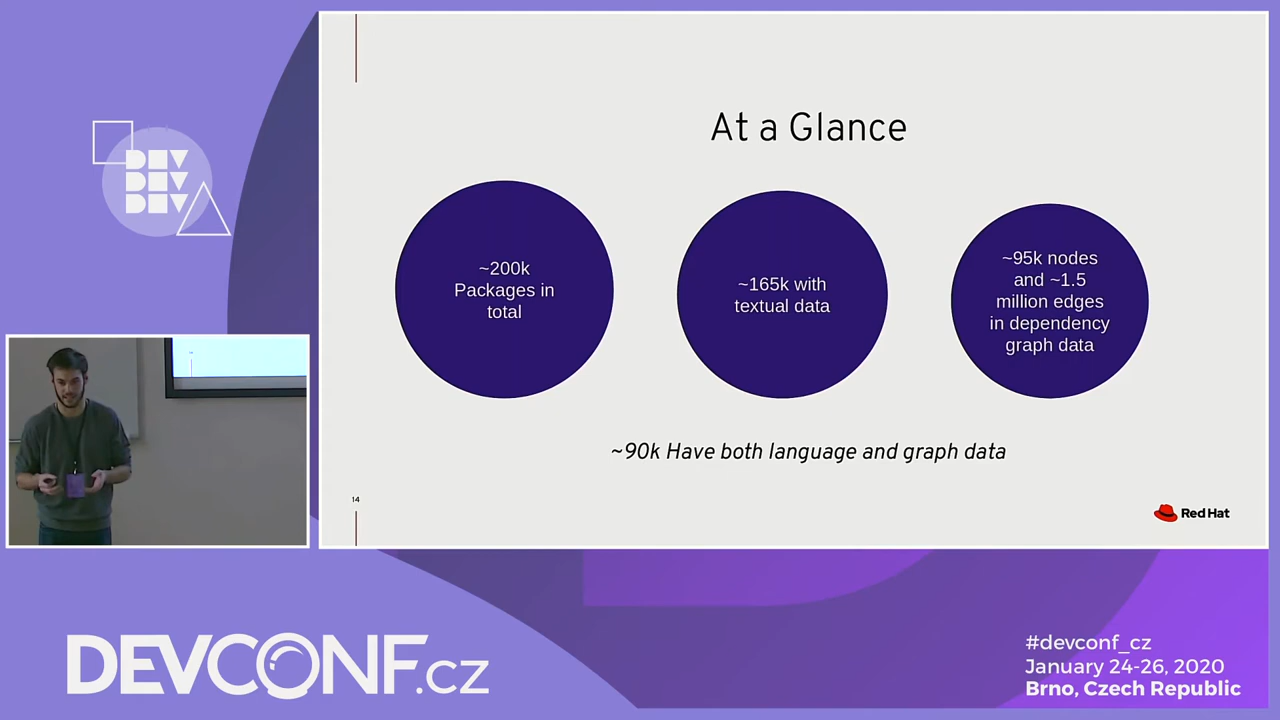 DEV
DEV
DEV
At a Glance
~200k
Packages in
total
~165k with
textual data
~95k nodes
and ~1.5
million edges
in dependency
graph data
~90k Have both language and graph data
14
Red Hat
DEVCONF.cz
#devconf_cz
January 24-26, 2020
Brno, Czech Republic